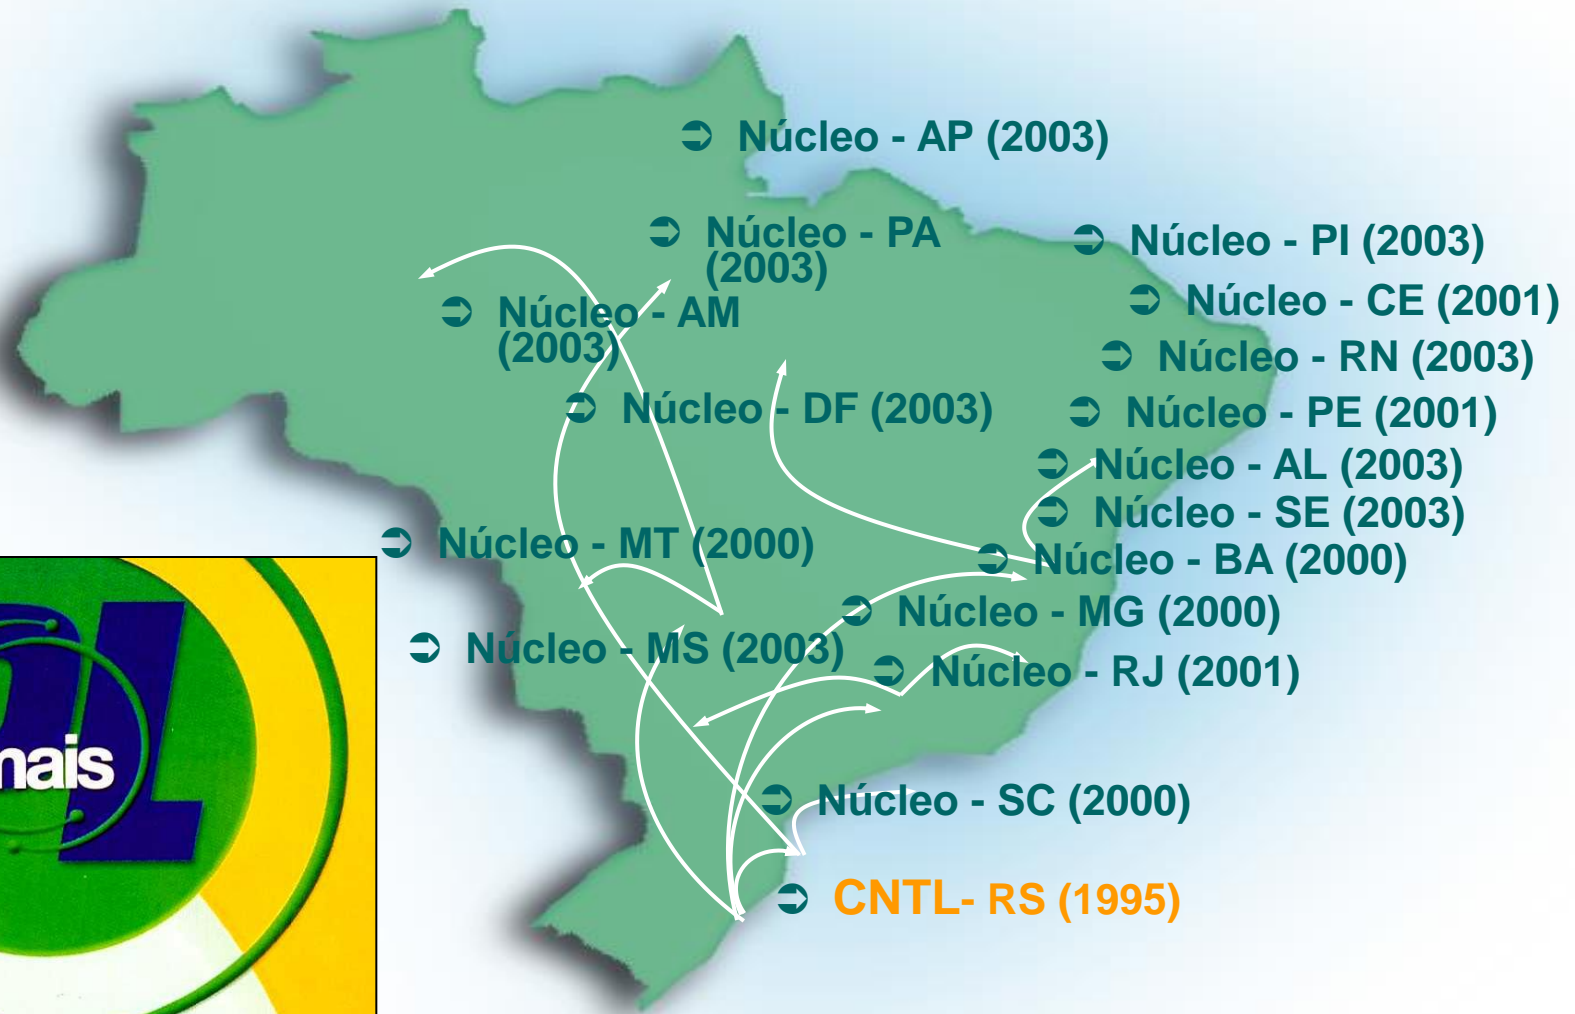 ➲ Núcleo - AP (2003)
➲ Núcleo - PA
(2003)
➲ Núcleo - PI (2003)
➲ Núcleo - AM
(2003)
➲ Núcleo - CE (2001)
➲ Núcleo - RN (2003)
➲ Núcleo - DF (2003)
➲ Núcleo - PE (2001)
➲ Núcleo - AL (2003)
➲ Núcleo - SE (2003)
➲ Núcleo - MT (2000)
➲ Núcleo - BA (2000)
➲ Núcleo - MG (2000)
➲ Núcleo - MS (2003)
➲ Núcleo - RJ (2001)
➲ Núcleo - SC (2000)
➲ CNTL- RS (1995)